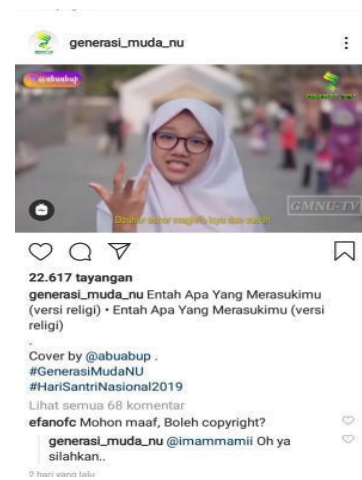 generasi_muda_nu
@abuabup
GMNU-TV
22.617 tayangan
generasi_muda_nu Entah Apa Yang Merasukimu
(versi religi) • Entah Apa Yang Merasukimu (versi
religi)
.
Cover by @abuabup .
#GenerasiMudaNU
#HariSantriNasional2019
Lihat semua 68 komentar
efanofc Mohon maaf, Boleh copyright?
generasi_muda_nu @imammamii Oh ya
silahkan..
2 hari yang lalu